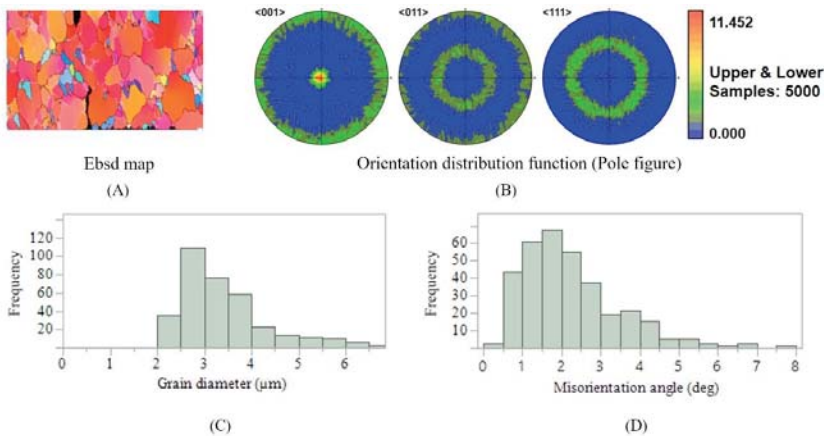 <001>
<011>
<111>
11.452
Upper & Lower
Samples: 5000
0.000
Ebsd map
Orientation distribution function (Pole figure)
(A)
(B)
Frequency
120
100
80
60
40
20
0
1
2
3
4
5
6
Grain diameter (µm)
(C)
Frequency
60
50
40
30
20
10
0
1
2
3
4
5
6
7
8
Misorientation angle (deg)
(D)